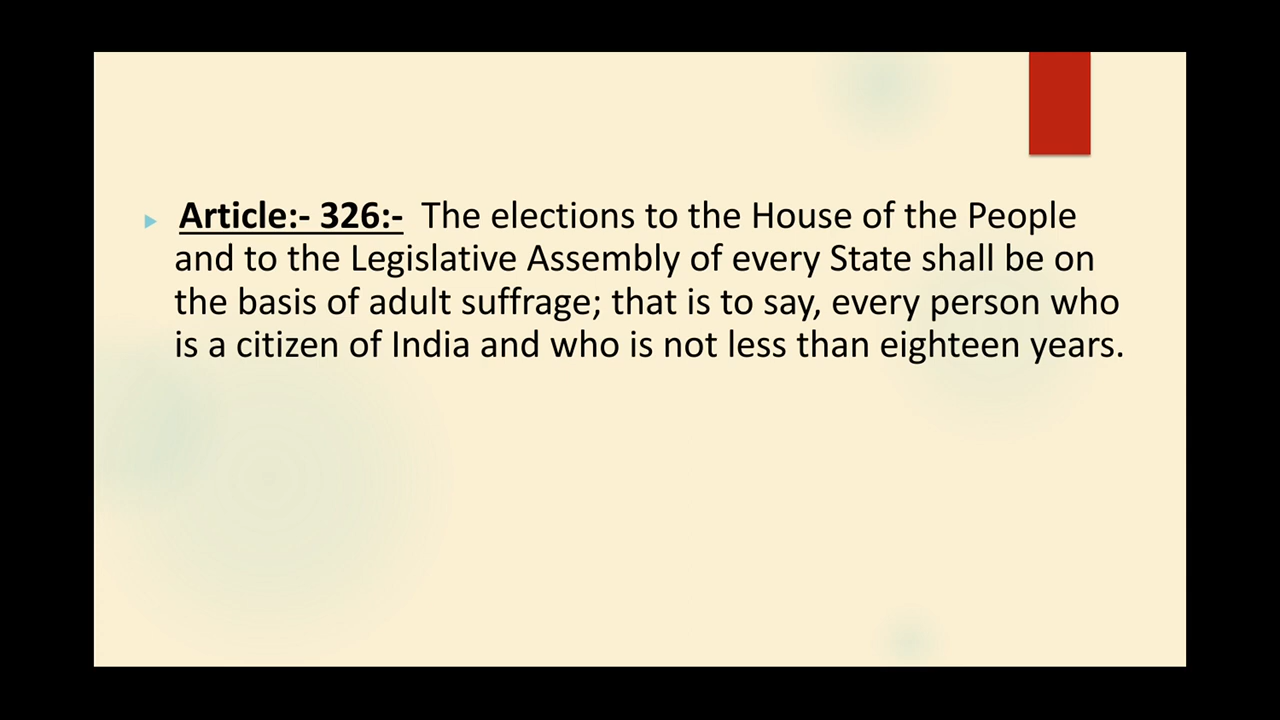 Article:- 326:- The elections to the House of the People
and to the Legislative Assembly of every State shall be on
the basis of adult suffrage; that is to say, every person who
is a citizen of India and who is not less than eighteen years.